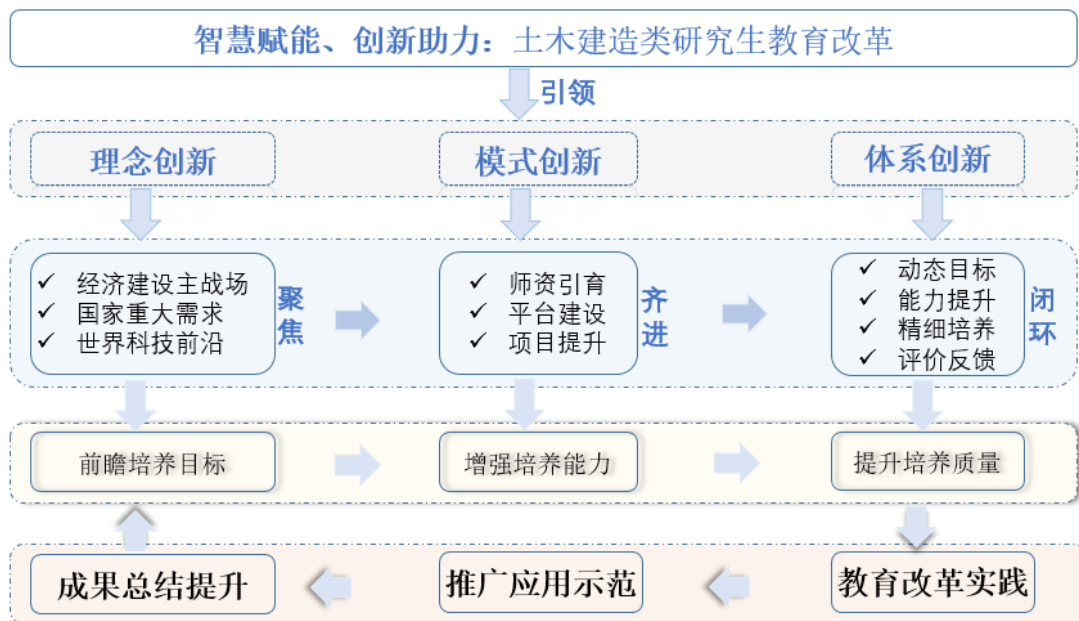 智慧赋能、创新助力：土木建造类研究生教育改革
引领
理念创新
模式创新
体系创新
经济建设主战场
国家重大需求
世界科技前沿
聚焦
师资引育
平台建设
项目提升
齐进
动态目标
能力提升
精细培养
评价反馈
闭环
前瞻培养目标
增强培养能力
提升培养质量
成果总结提升
推广应用示范
教育改革实践